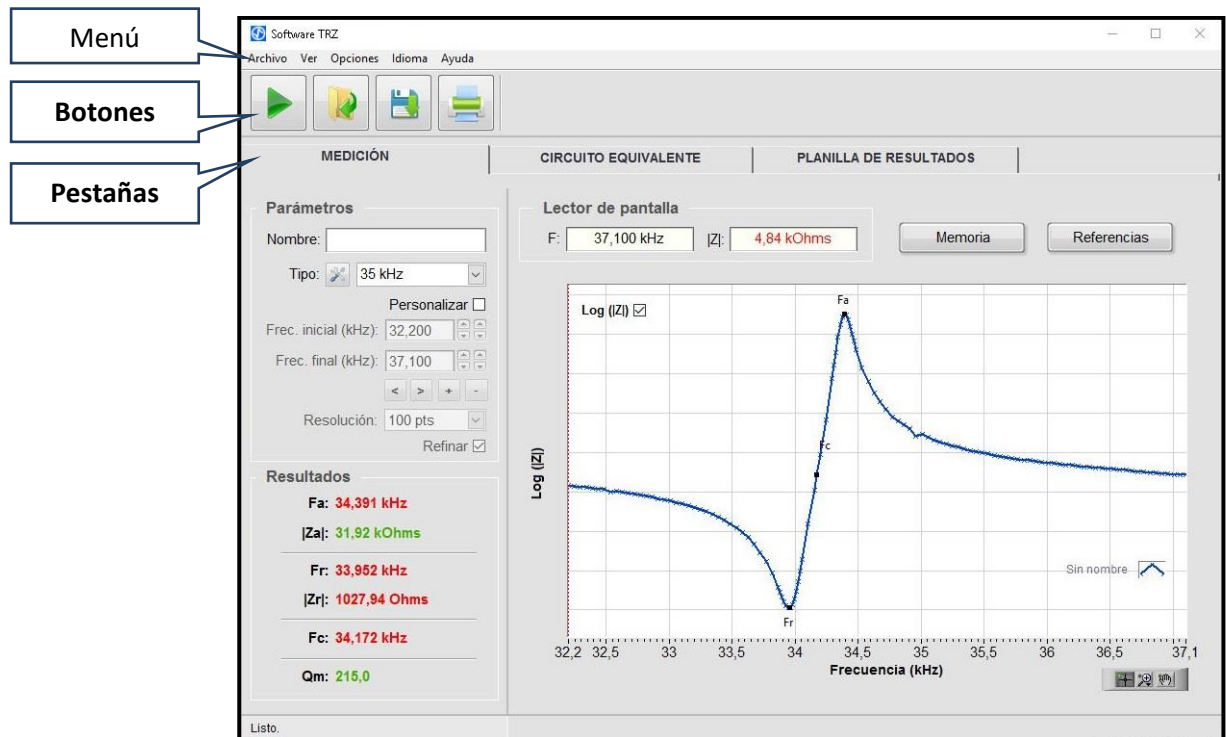 Menú
Botones
Pestañas
Software TRZ
Archivo Ver Opciones Idioma Ayuda
MEDICIÓN CIRCUITO EQUIVALENTE PLANILLA DE RESULTADOS
Parámetros
Nombre:
Tipo: 35 kHz
Personalizar
Frec. inicial (kHz): 32,200
Frec. final (kHz): 37,100
< > + -
Resolución: 100 pts
Refinar
Resultados
Fa: 34,391 kHz
|Za|: 31,92 kOhms
Fr: 33,952 kHz
|Zr|: 1027,94 Ohms
Fc: 34,172 kHz
Qm: 215,0
Lector de pantalla
F: 37,100 kHz |Z|: 4,84 kOhms
Memoria Referencias
Log (|Z|)
Fa
Fc
Fr
Log (|Z|)
Sin nombre
32,2 32,5 33 33,5 34 34,5 35 35,5 36 36,5 37,1
Frecuencia (kHz)
Listo.